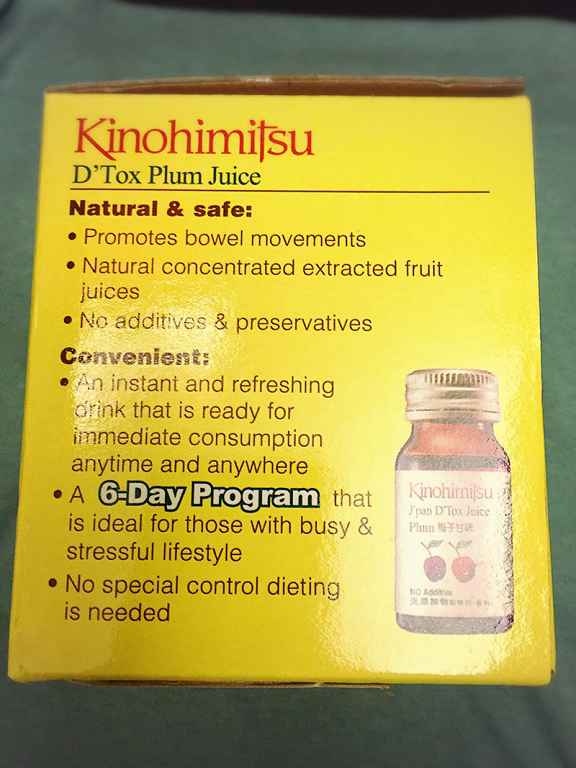 Kinohimitsu
D'Tox Plum Juice
Natural & safe:
• Promotes bowel movements
• Natural concentrated extracted fruit
juices
• No additives & preservatives
Convenient:
• An instant and refreshing
drink that is ready for
immediate consumption
anytime and anywhere
• A 6-Day Program that
is ideal for those with busy &
stressful lifestyle
• No special control dieting
is needed
Kinohimitsu
J'pan D'Tox Juice
Plum
NO Additive